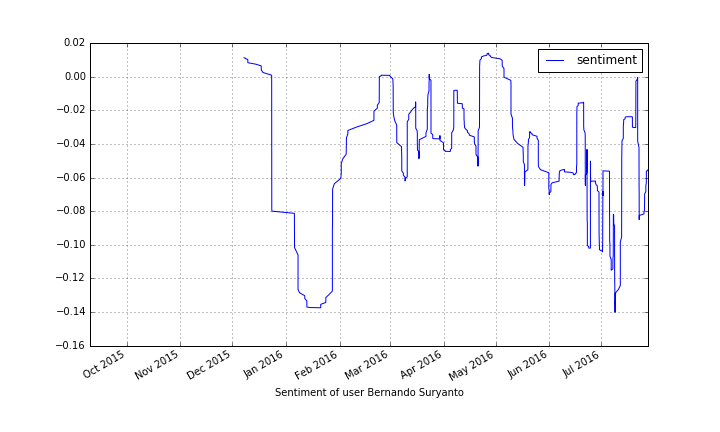 0.02
0.00
−0.02
−0.04
−0.06
−0.08
−0.10
−0.12
−0.14
−0.16
sentiment
Oct 2015
Nov 2015
Dec 2015
Jan 2016
Feb 2016
Mar 2016
Apr 2016
May 2016
Jun 2016
Jul 2016
Sentiment of user Bernando Suryanto